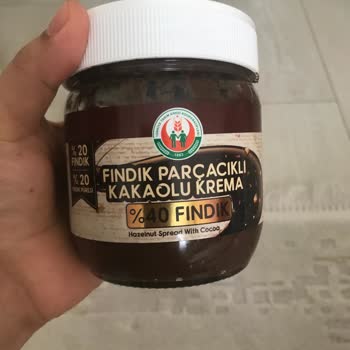 % 20
FINDIK
% 20
FINDIK PARÇACIKLI
KAKAOLU KREMA
%40 FINDIK
Hazelnut Spread With Cocoa